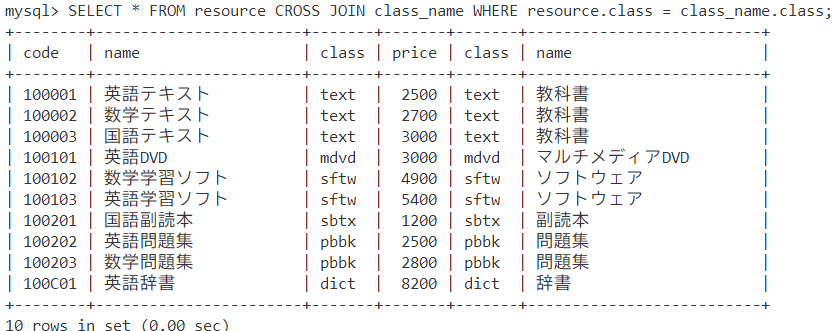 mysql> SELECT * FROM resource CROSS JOIN class_name WHERE resource.class = class_name.class;
+--------+----------------------+-------+-------+-------+-------------------------+
| code   | name                 | class | price | class | name                    |
+--------+----------------------+-------+-------+-------+-------------------------+
| 100001 | 英語テキスト | text | 2500 | text | 教科書 |
| 100002 | 数学テキスト | text | 2700 | text | 教科書 |
| 100003 | 国語テキスト | text | 3000 | text | 教科書 |
| 100101 | 英語DVD | mdvd | 3000 | mdvd | マルチメディアDVD |
| 100102 | 数学学習ソフト | sftw | 4900 | sftw | ソフトウェア |
| 100103 | 英語学習ソフト | sftw | 5400 | sftw | ソフトウェア |
| 100201 | 国語副読本 | sbtx | 1200 | sbtx | 副読本 |
| 100202 | 英語問題集 | pbbk | 2500 | pbbk | 問題集 |
| 100203 | 数学問題集 | pbbk | 2800 | pbbk | 問題集 |
| 100C01 | 英語辞書 | dict | 8200 | dict | 辞書 |
+--------+----------------------+-------+-------+-------+-------------------------+
10 rows in set (0.00 sec)